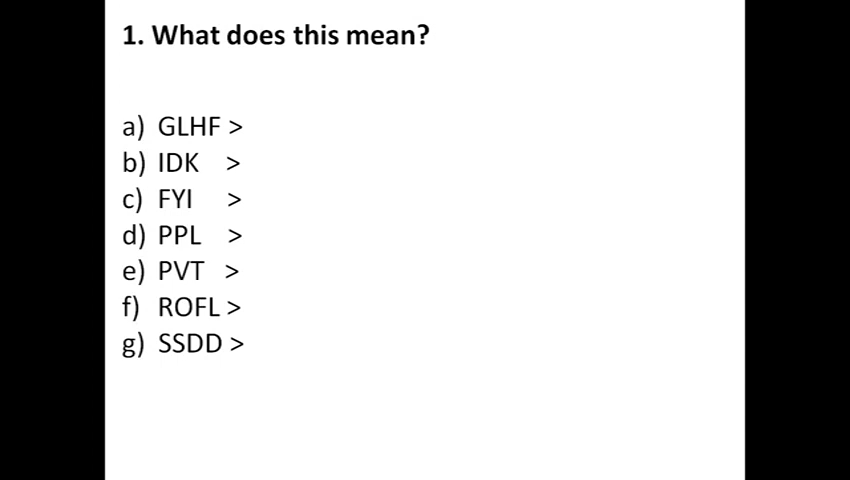 1. What does this mean?
a) GLHF >
b) IDK >
c) FYI >
d) PPL >
e) PVT >
f) ROFL >
g) SSDD >